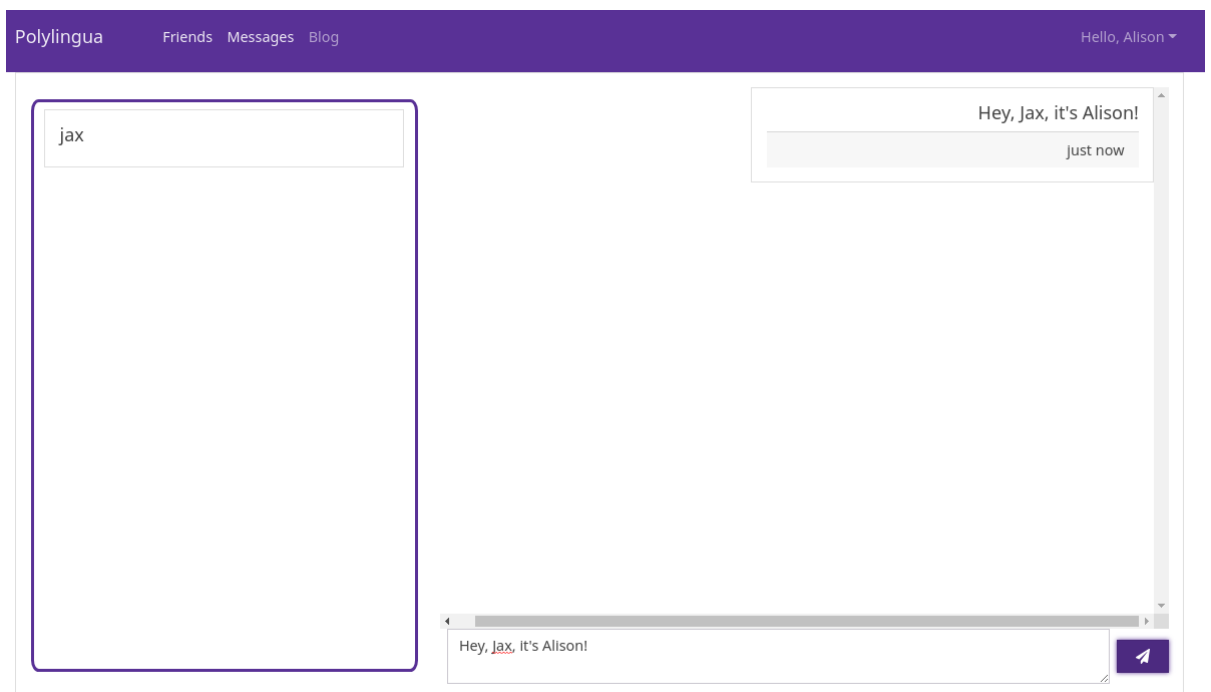 Polylingua Friends Messages Blog Hello, Alison
jax
Hey, Jax, it's Alison!
just now
Hey, Jax, it's Alison!